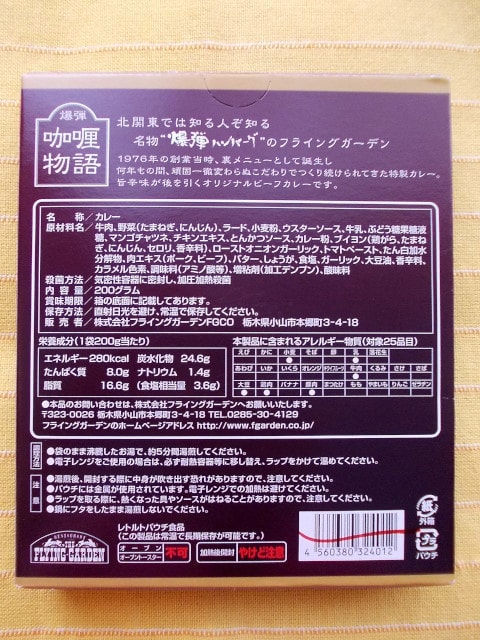 爆弾
咖喱
物語
北関東では知る人ぞ知る
名物"爆弾ハンバーグ"のフライングガーデン
1976年の創業当時、裏メニューとして誕生し
何年もの間、頑固一徹変わらぬこだわりでつくり続けられてきた特製カレー。
旨辛味が後を引くオリジナルビーフカレーです。
名　称／カレー
原材料名／牛肉、野菜(たまねぎ、にんじん)、ラード、小麦粉、ウスターソース、牛乳、ぶどう糖果糖液
糖、マンゴチャツネ、チキンエキス、とんかつソース、カレー粉、ブイヨン(鶏がら、たまね
ぎ、にんじん、セロリ、香辛料)、ローストオニオンガーリック、トマトペースト、たん白加水
分解物、肉エキス(ポーク、ビーフ)、バター、しょうが、食塩、ガーリック、大豆油、香辛料、
カラメル色素、調味料(アミノ酸等)、増粘剤(加工デンプン)、酸味料
殺菌方法／気密性容器に密封し、加圧加熱殺菌
内 容 量／200グラム
賞味期限／箱の底面に記載してあります。
保存方法／直射日光を避け、常温で保存してください。
販 売 者／株式会社フライングガーデンFGCO　栃木県小山市本郷町3-4-18
栄養成分(1袋200g当たり)
エネルギー280kcal　炭水化物　24.6g
たんぱく質　8.0g　ナトリウム　1.4g
脂質　16.6g　(食塩相当量　3.6g)
本製品に含まれるアレルギー物質(対象25品目)
えび かに 小麦 そば 卵 乳 落花生
あわび いか いくら オレンジ キウイフルーツ 牛肉 くるみ さけ さば
大豆 鶏肉 バナナ 豚肉 まつたけ もも やまいも りんご ゼラチン
●本品のお問い合わせは、株式会社フライングガーデンへお願いいたします。
〒323-0026 栃木県小山市本郷町3-4-18 TEL.0285-30-4129
フライングガーデンのホームページアドレス http://www.fgarden.co.jp/
調理方法
●袋のまま沸騰したお湯で、約5分間湯煎してください。
●電子レンジをご使用の場合は、必ず耐熱容器等に移し替え、ラップをかけて温めてください。
注意
●湯煎後、開封する際に中身が吹き出す恐れがありますので、注意してください。
●パウチには金属が使用されています。電子レンジでの加熱は避けてください。
●ラップを取る際に、熱くなった具やソースがはねることがありますので、注意してください。
●鍋にフタをしたまま湯煎しないでください。
レトルトパウチ食品
(この製品は常温で長期保存が可能です。)
オーブン
オーブントースター
不可
加熱後開封
やけど注意
RESTAURANT
THE
FLYING GARDEN
4 560380 324012
紙
外箱
プラ
パウチ